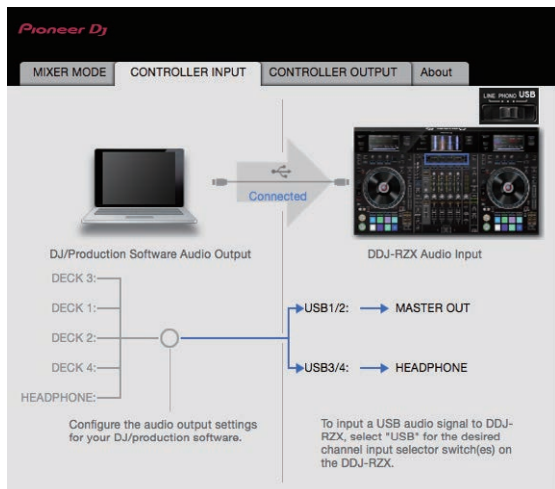 Pioneer Dj
MIXER MODE
CONTROLLER INPUT
CONTROLLER OUTPUT
About
LINE PHONO USB
Connected
DJ/Production Software Audio Output
DDJ-RZX Audio Input
DECK 3:
DECK 1:
DECK 2:
DECK 4:
HEADPHONE:
USB1/2:
MASTER OUT
USB3/4:
HEADPHONE
Configure the audio output settings
for your DJ/production software.
To input a USB audio signal to DDJ-
RZX, select "USB" for the desired
channel input selector switch(es) on
the DDJ-RZX.